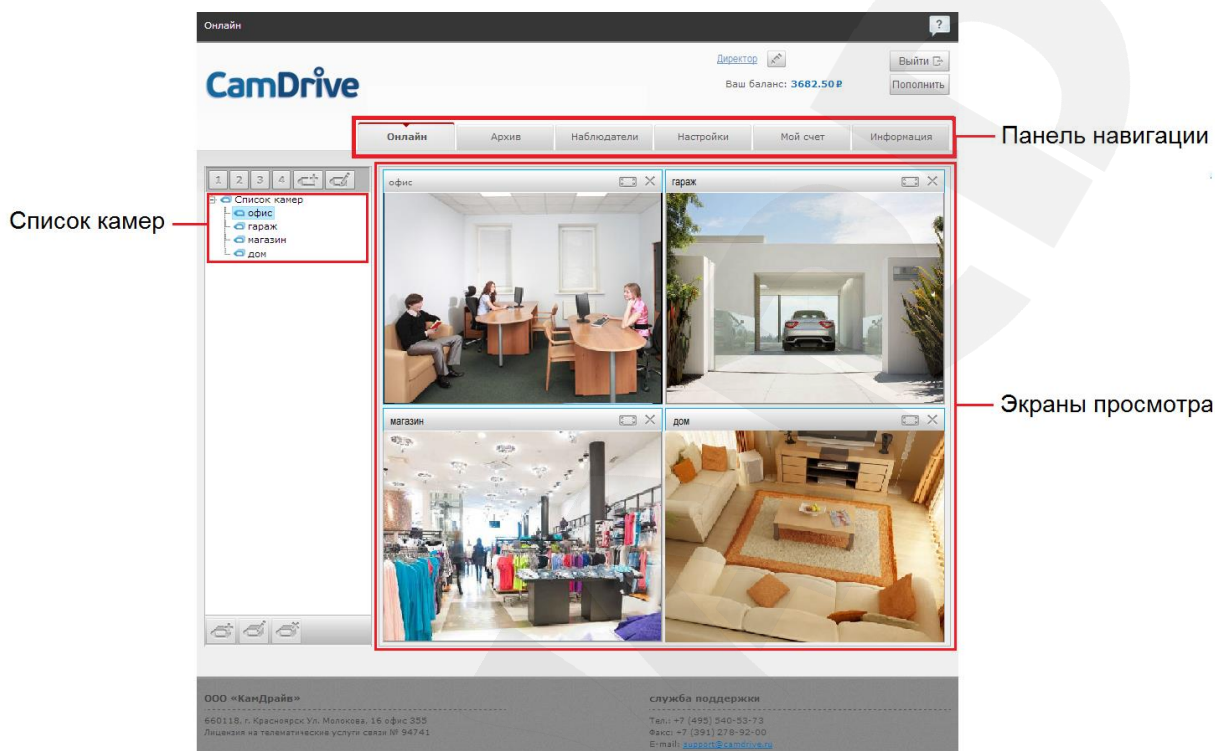 Онлайн
?
Директор
Выйти
CamDrive
Ваш баланс: 3682.50 ₽
Пополнить
Онлайн Архив Наблюдатели Настройки Мой счет Информация
Панель навигации
1 2 3 4
офис
гараж
Список камер
Список камер
офис
гараж
магазин
дом
Экраны просмотра
магазин
дом
ООО «КамДрайв»
служба поддержки
660118, г. Красноярск Ул. Молокова, 16 офис 355
Тел.: +7 (495) 540-53-73
Лицензия на телематические услуги связи № 94741
Факс: +7 (391) 278-92-00
E-mail: support@camdrive.ru